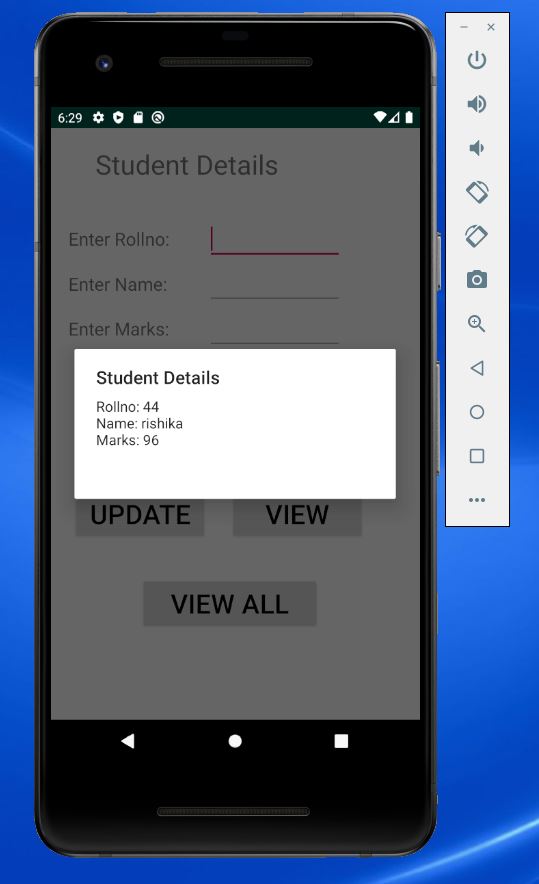 6:29
Student Details
Enter Rollno:
Enter Name:
Enter Marks:
Student Details
Rollno: 44
Name: rishika
Marks: 96
UPDATE VIEW
VIEW ALL